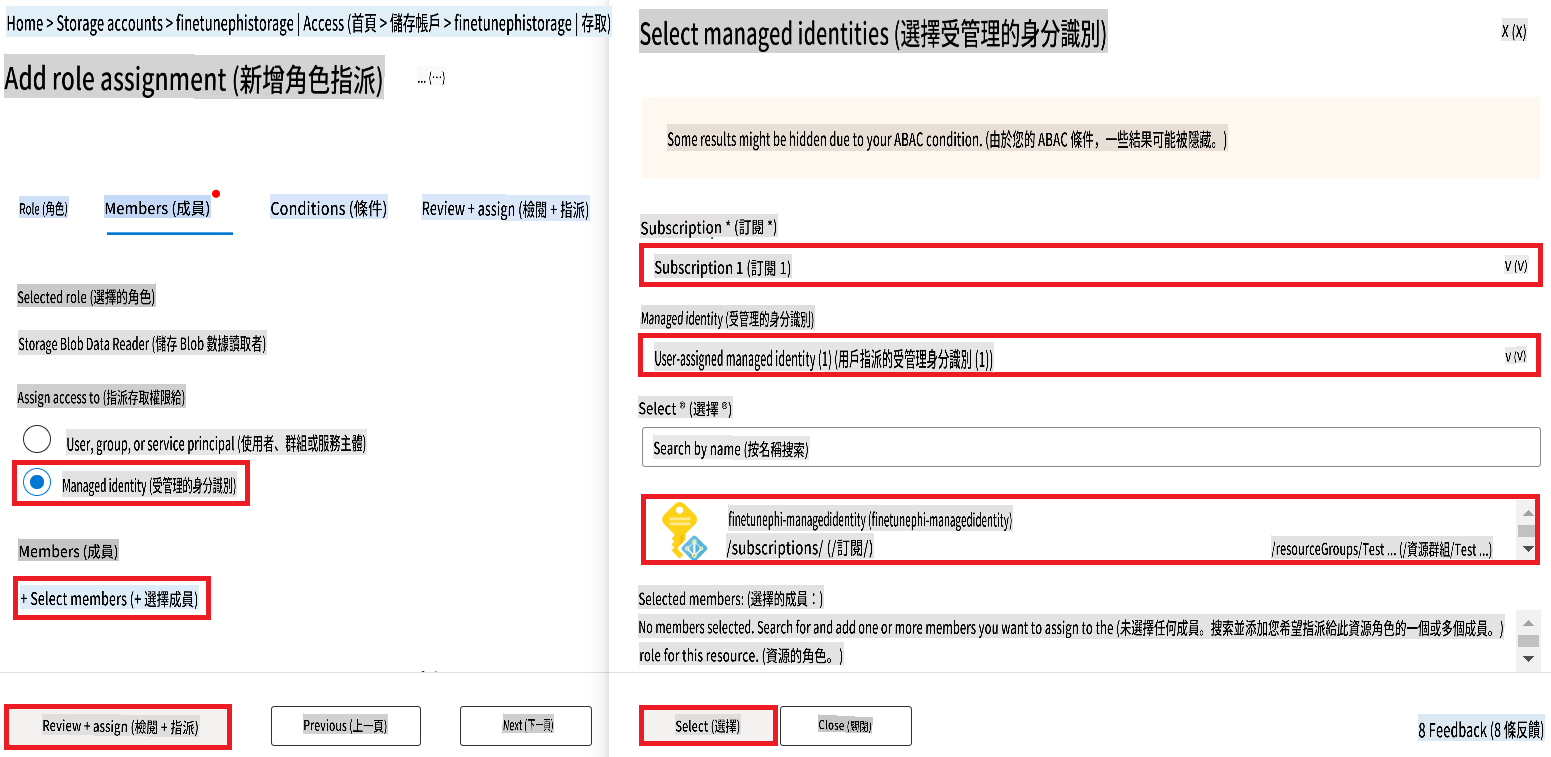 Home > Storage accounts > finetunephistorage | Access (首頁 > 儲存帳戶 > finetunephistorage | 存取)
Add role assignment (新增角色指派)
... (…)
Role (角色)
Members (成員)
Conditions (條件)
Review + assign (檢閱 + 指派)
Selected role (選擇的角色)
Storage Blob Data Reader (儲存 Blob 數據讀取者)
Assign access to (指派存取權限給)
User, group, or service principal (使用者、群組或服務主體)
Managed identity (受管理的身分識別)
Members (成員)
+ Select members (+ 選擇成員)
Review + assign (檢閱 + 指派)
Previous (上一頁)
Next (下一頁)
Select managed identities (選擇受管理的身分識別)
X (X)
Some results might be hidden due to your ABAC condition. (由於您的 ABAC 條件，一些結果可能被隱藏。)
Subscription * (訂閱 *)
Subscription 1 (訂閱 1)
V (V)
Managed identity (受管理的身分識別)
User-assigned managed identity (1) (用戶指派的受管理身分識別 (1))
V (V)
Select ® (選擇 ®)
Search by name (按名稱搜索)
finetunephi-managedidentity (finetunephi-managedidentity)
/subscriptions/ (/訂閱/)
/resourceGroups/Test ... (/資源群組/Test ...)
Selected members: (選擇的成員：)
No members selected. Search for and add one or more members you want to assign to the (未選擇任何成員。搜索並添加您希望指派給此資源角色的一個或多個成員。)
role for this resource. (資源的角色。)
Select (選擇)
Close (關閉)
8 Feedback (8 條反饋)